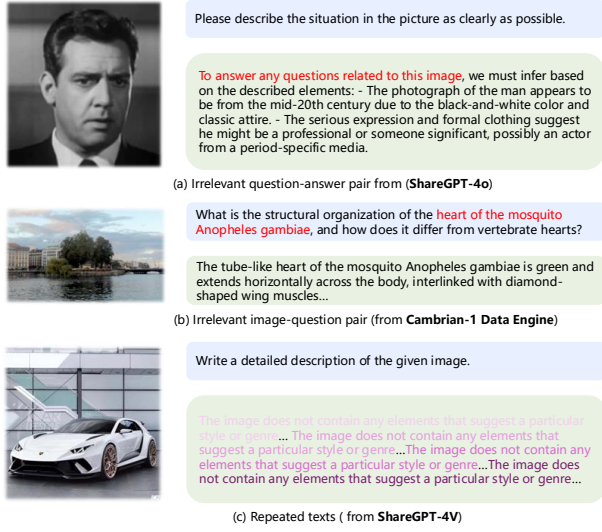 Please describe the situation in the picture as clearly as possible.
To answer any questions related to this image, we must infer based
on the described elements: - The photograph of the man appears to
be from the mid-20th century due to the black-and-white color and
classic attire. - The serious expression and formal clothing suggest
he might be a professional or someone significant, possibly an actor
from a period-specific media.
(a) Irrelevant question-answer pair from (ShareGPT-4o)
What is the structural organization of the heart of the mosquito
Anopheles gambiae, and how does it differ from vertebrate hearts?
The tube-like heart of the mosquito Anopheles gambiae is green and
extends horizontally across the body, interlinked with diamond-
shaped wing muscles...
(b) Irrelevant image-question pair (from Cambrian-1 Data Engine)
Write a detailed description of the given image.
The image does not contain any elements that suggest a particular
style or genre... The image does not contain any elements that
suggest a particular style or genre...The image does not contain any
elements that suggest a particular style or genre...The image does
not contain any elements that suggest a particular style or genre...
(c) Repeated texts ( from ShareGPT-4V)